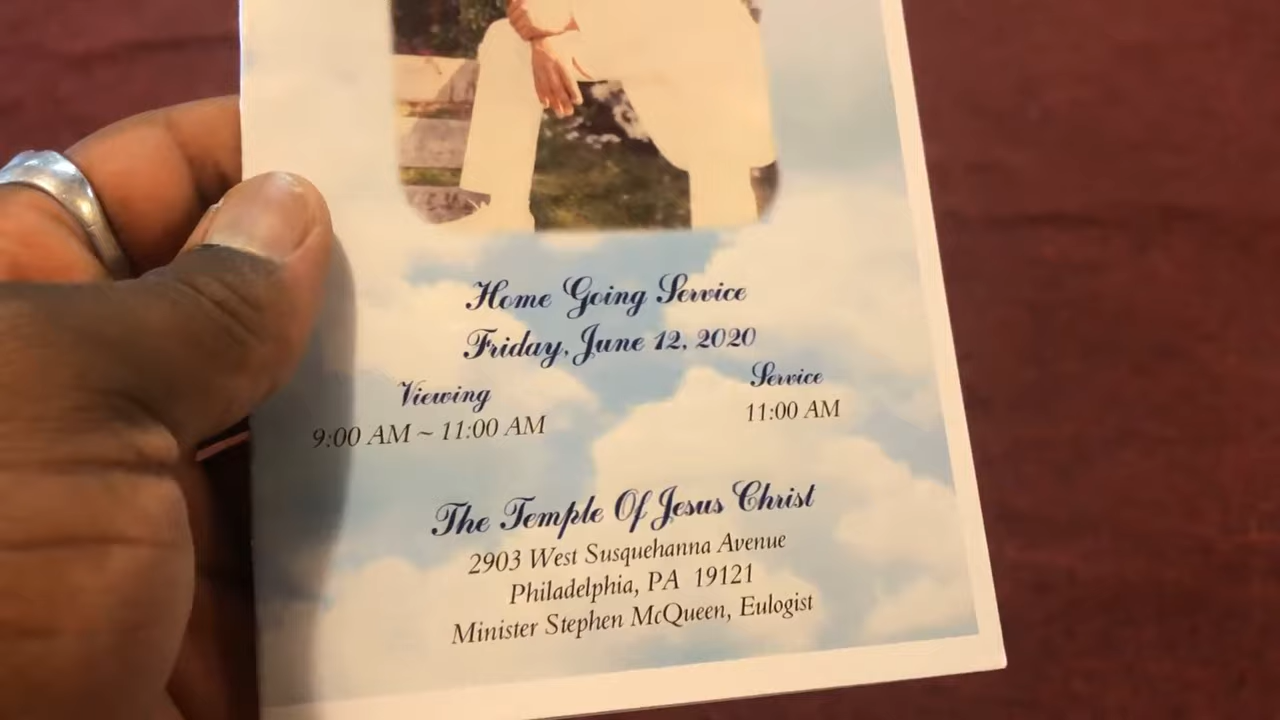 Home Going Service
Friday, June 12, 2020
Viewing
9:00 AM ~ 11:00 AM
Service
11:00 AM
The Temple Of Jesus Christ
2903 West Susquehanna Avenue
Philadelphia, PA 19121
Minister Stephen McQueen, Eulogist